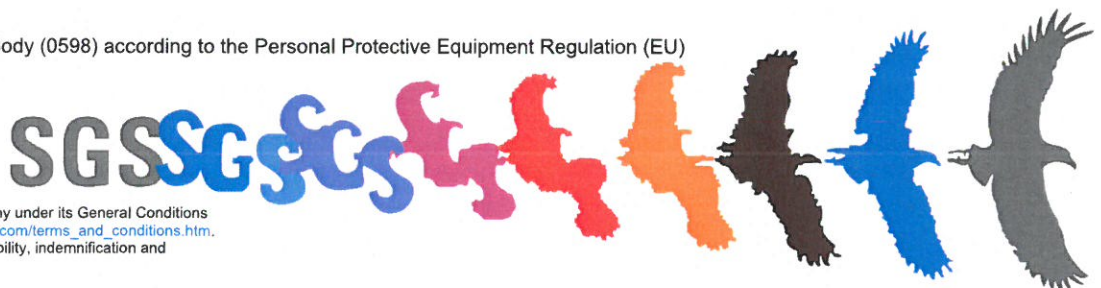 ody (0598) according to the Personal Protective Equipment Regulation (EU)
SGSSGSSGS
y under its General Conditions
com/terms_and_conditions.htm.
bility, indemnification and